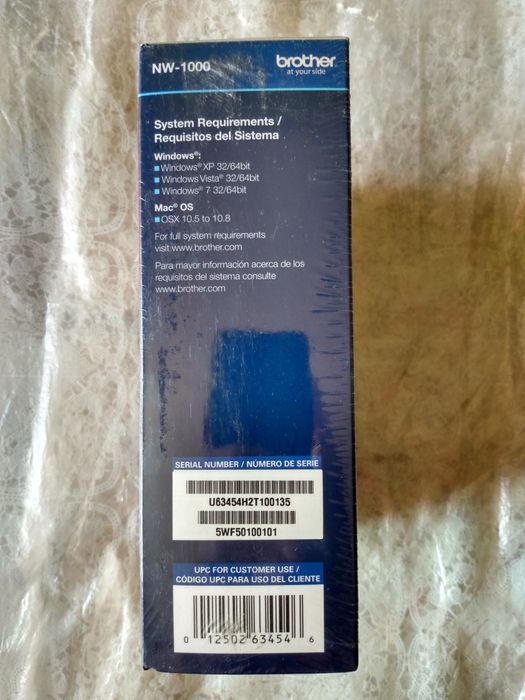 NW-1000
brother
at your side
System Requirements /
Requisitos del Sistema
Windows®:
Windows® XP 32/64bit
Windows Vista® 32/64bit
Windows® 7 32/64bit
Mac® OS
OSX 10.5 to 10.8
For full system requirements
visit www.brother.com
Para mayor información acerca de los
requisitos del sistema consulte
www.brother.com
SERIAL NUMBER / NÚMERO DE SERIE
U63454H2T100135
5WF50100101
UPC FOR CUSTOMER USE /
CÓDIGO UPC PARA USO DEL CLIENTE
0 12502 63454 6